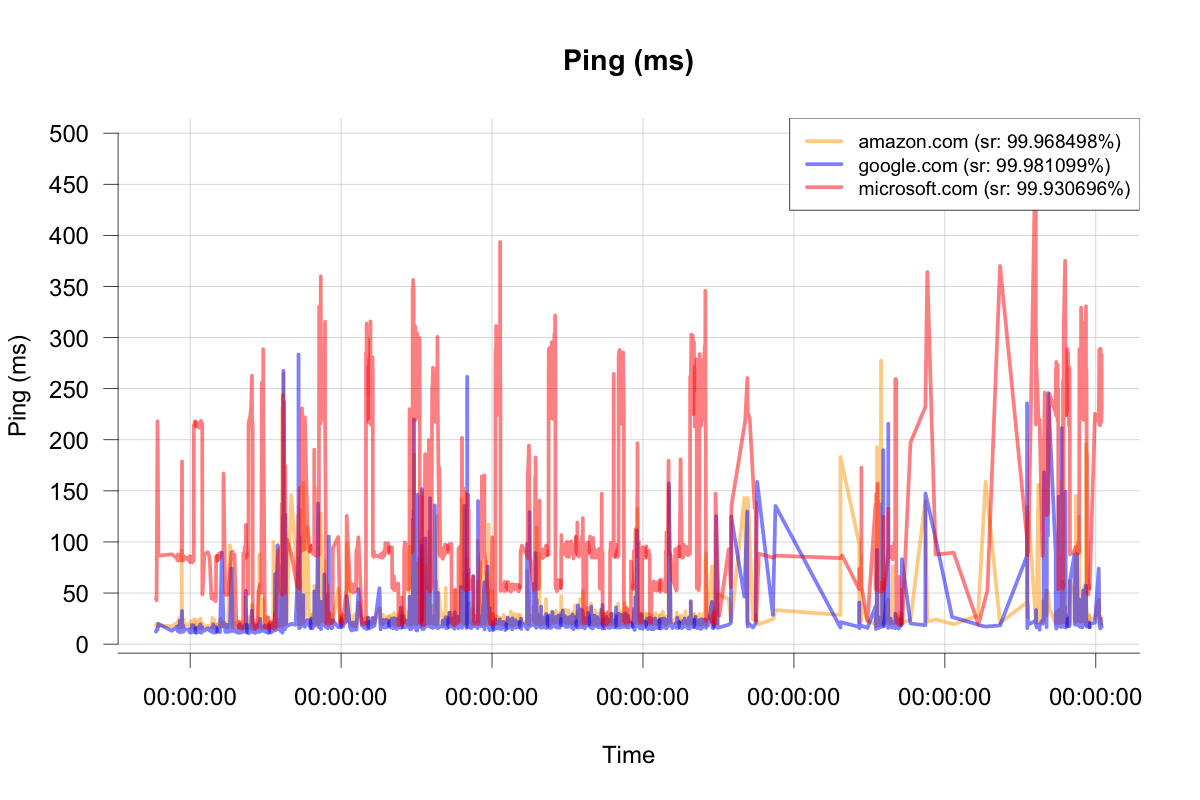 Ping (ms)
amazon.com (sr: 99.968498%)
google.com (sr: 99.981099%)
microsoft.com (sr: 99.930696%)
500
450
400
350
300
250
200
150
100
50
0
Ping (ms)
00:00:00 00:00:00 00:00:00 00:00:00 00:00:00 00:00:00 00:00:00
Time